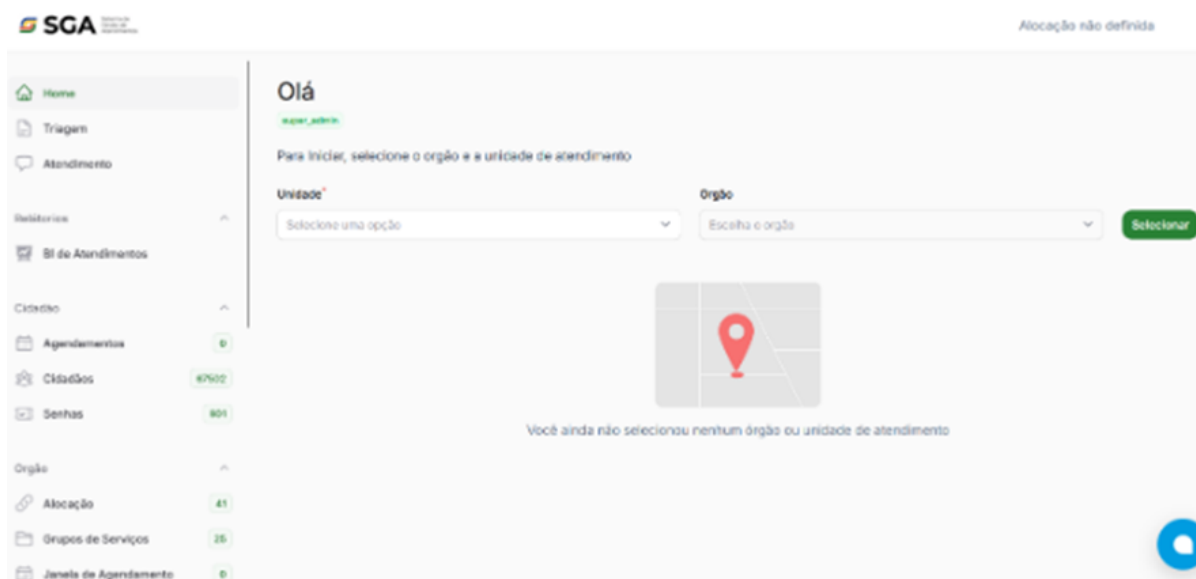 SGA
Alocação não definida
Home
Triagem
Atendimento
Relatorios
BI de Atendimentos
Cidadão
Agendamentos 0
Cidadãos 67502
Senhas 801
Orgão
Alocação 41
Grupos de Serviços 25
Janela de Agendamento 0
Olá
super_admin
Para iniciar, selecione o orgão e a unidade de atendimento
Unidade*
Selecione uma opção
Orgão
Escolha o orgão
Selecionar
Você ainda não selecionou nenhum órgão ou unidade de atendimento